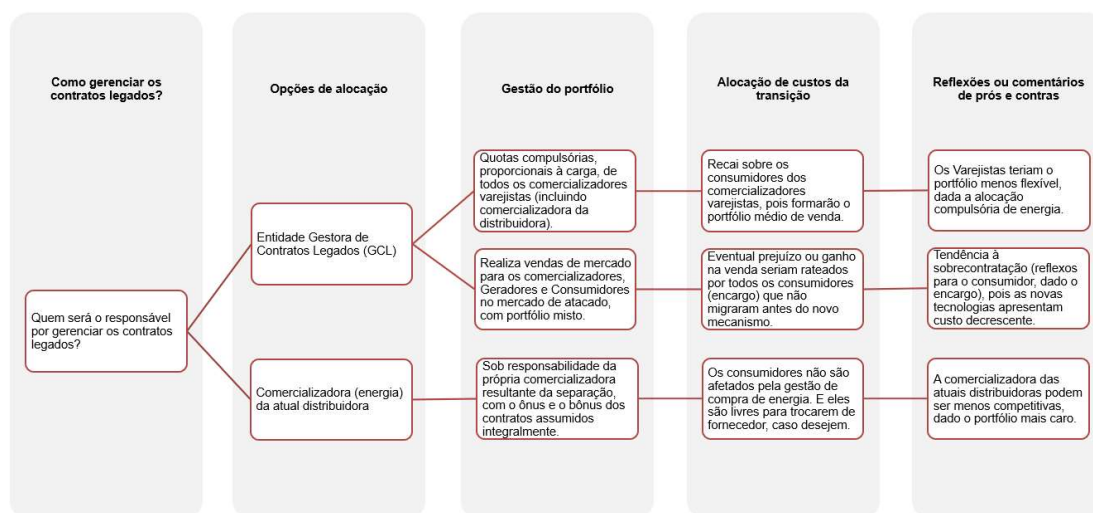 Como gerenciar os
contratos legados?
Opções de alocação
Gestão do portfólio
Alocação de custos da
transição
Reflexões ou comentários
de prós e contras
Quem será o responsável
por gerenciar os contratos
legados?
Entidade Gestora de
Contratos Legados (GCL)
Quotas compulsórias,
proporcionais à carga, de
todos os comercializadores
varejistas (incluindo
comercializadora da
distribuidora).
Recai sobre os
consumidores dos
comercializadores
varejistas, pois formarão o
portfólio médio de venda.
Os Varejistas teriam o
portfólio menos flexível,
dada a alocação
compulsória de energia.
Realiza vendas de mercado
para os comercializadores,
Geradores e Consumidores
no mercado de atacado,
com portfólio misto.
Eventual prejuízo ou ganho
na venda seriam rateados
por todos os consumidores
(encargo) que não
migraram antes do novo
mecanismo.
Tendência à
sobrecontratação (reflexos
para o consumidor, dado o
encargo), pois as novas
tecnologias apresentam
custo decrescente.
Comercializadora (energia)
da atual distribuidora
Sob responsabilidade da
própria comercializadora
resultante da separação,
com o ônus e o bônus dos
contratos assumidos
integralmente.
Os consumidores não são
afetados pela gestão de
compra de energia. E eles
são livres para trocarem de
fornecedor, caso desejem.
A comercializadora das
atuais distribuidoras podem
ser menos competitivas,
dado o portfólio mais caro.